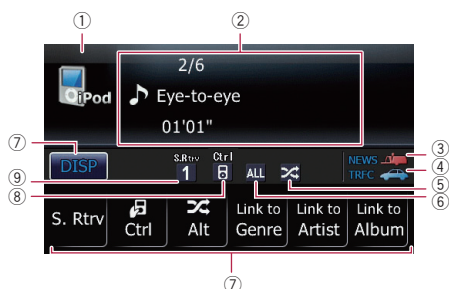 ① ②
2/6
iPod
Eye-to-eye
01'01"
⑦ ③
DISP S.Rtrv Ctrl NEWS
1 ALL TRFC ④
⑨ ⑤
⑧ ⑥
S. Rtrv Ctrl Alt Link to Genre Link to Artist Link to Album
⑦